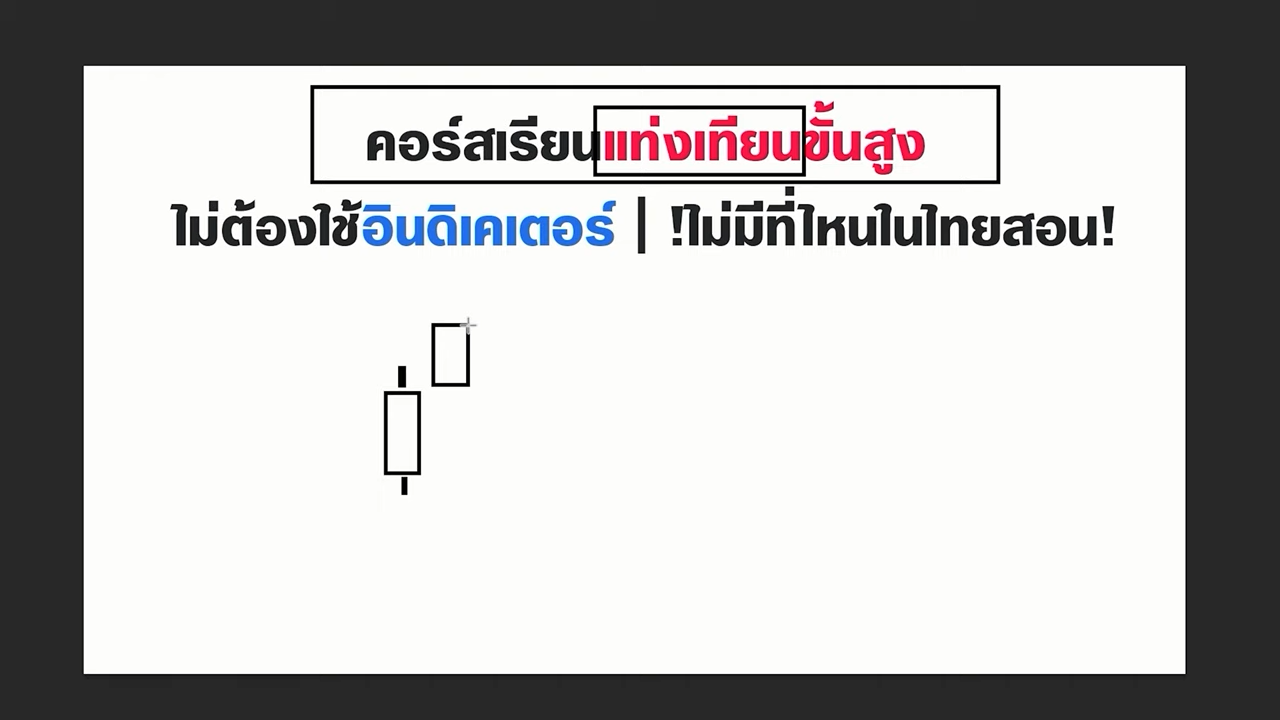 คอร์สเรียนแท่งเทียนขั้นสูง
ไม่ต้องใช้อินดิเคเตอร์ | !ไม่มีที่ไหนในไทยสอน!